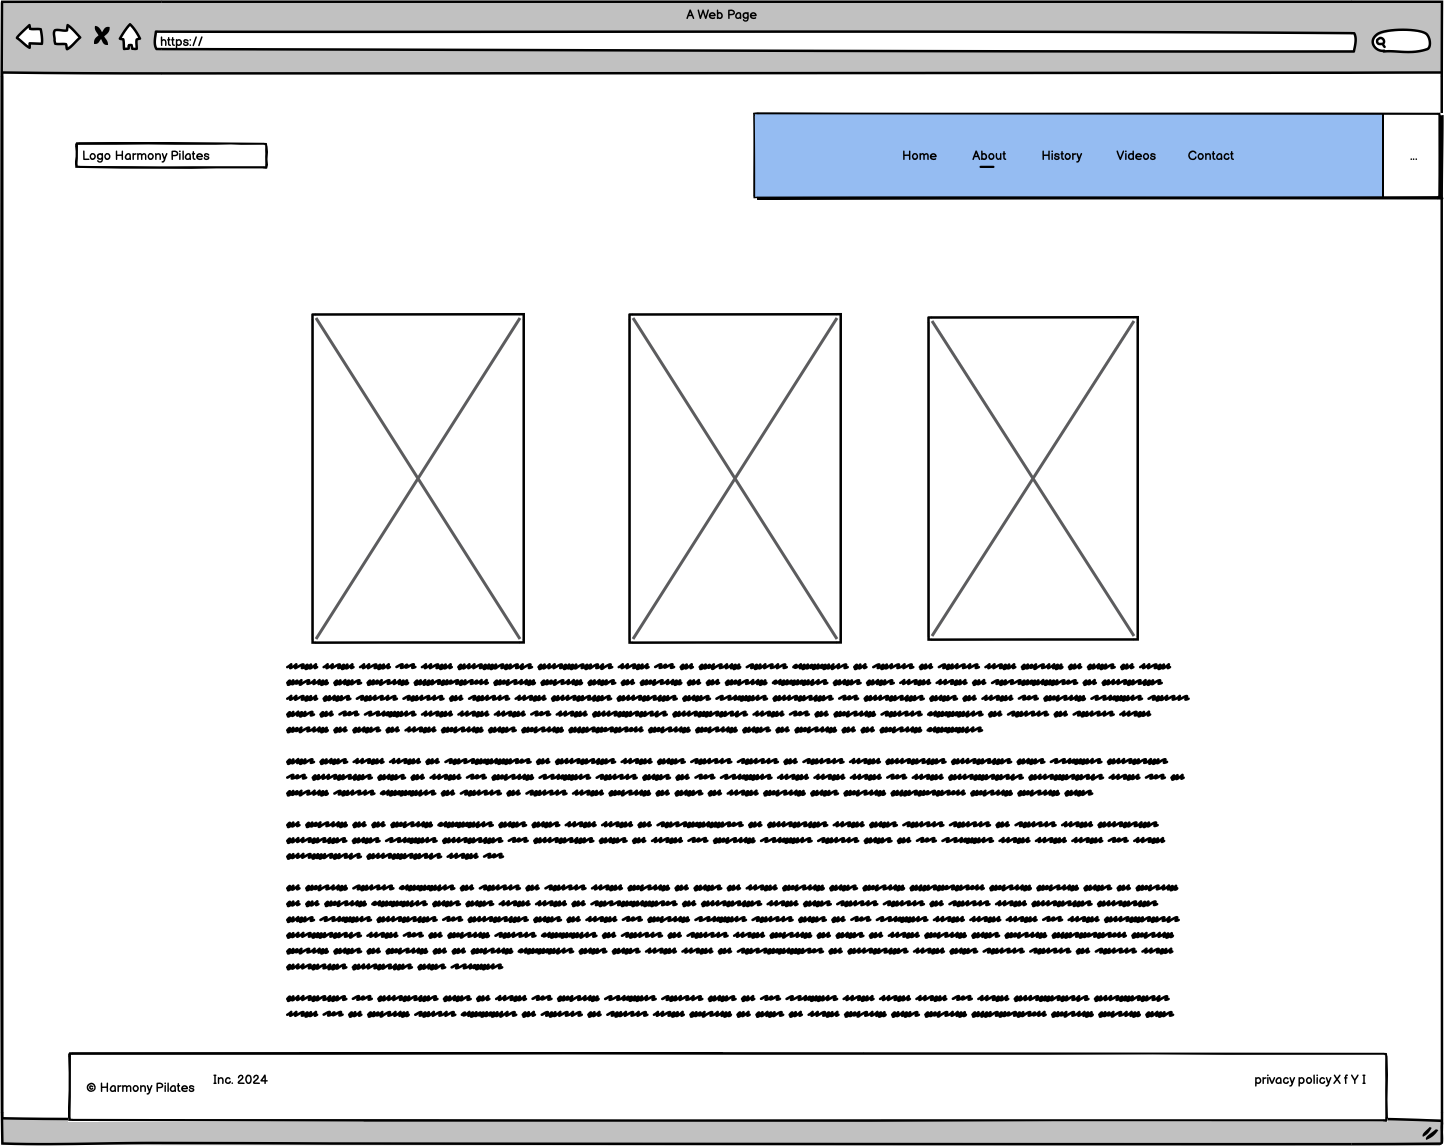 A Web Page
https://
Logo Harmony Pilates
Home About History Videos Contact
...
© Harmony Pilates Inc. 2024
privacy policy X f Y I